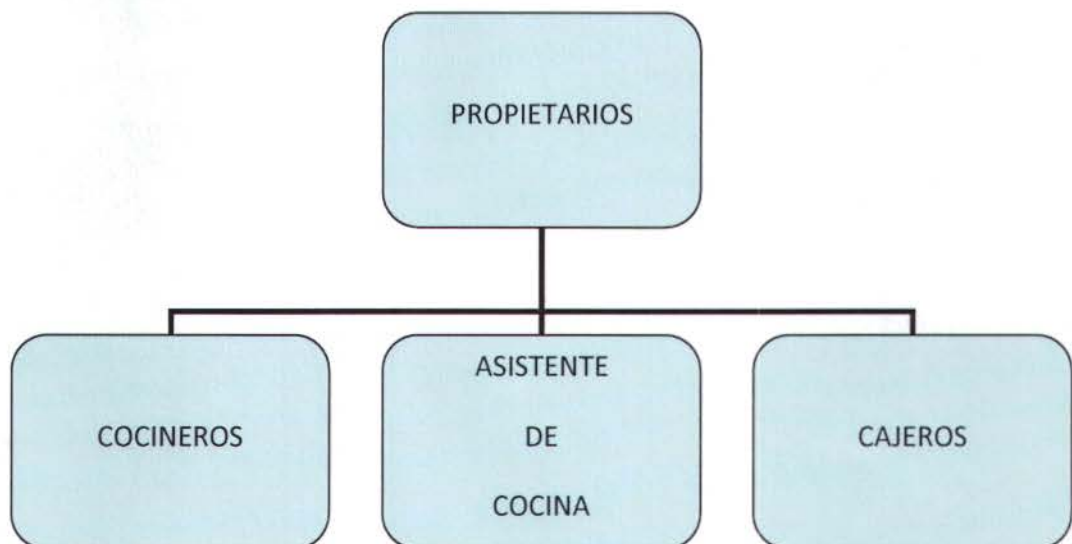 PROPIETARIOS
COCINEROS
ASISTENTE
DE
COCINA
CAJEROS